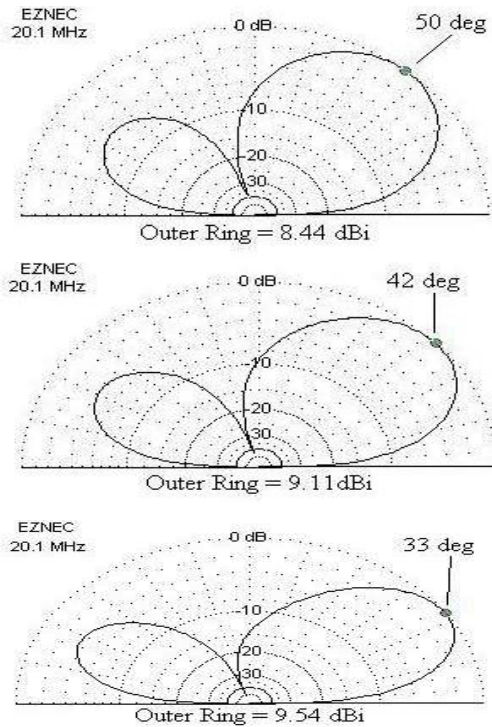 EZNEC
20.1 MHz
0 dB
50 deg
-10
-20
-30
Outer Ring = 8.44 dBi
EZNEC
20.1 MHz
0 dB
42 deg
-10
-20
-30
Outer Ring = 9.11dBi
EZNEC
20.1 MHz
0 dB
33 deg
-10
-20
-30
Outer Ring = 9.54 dBi